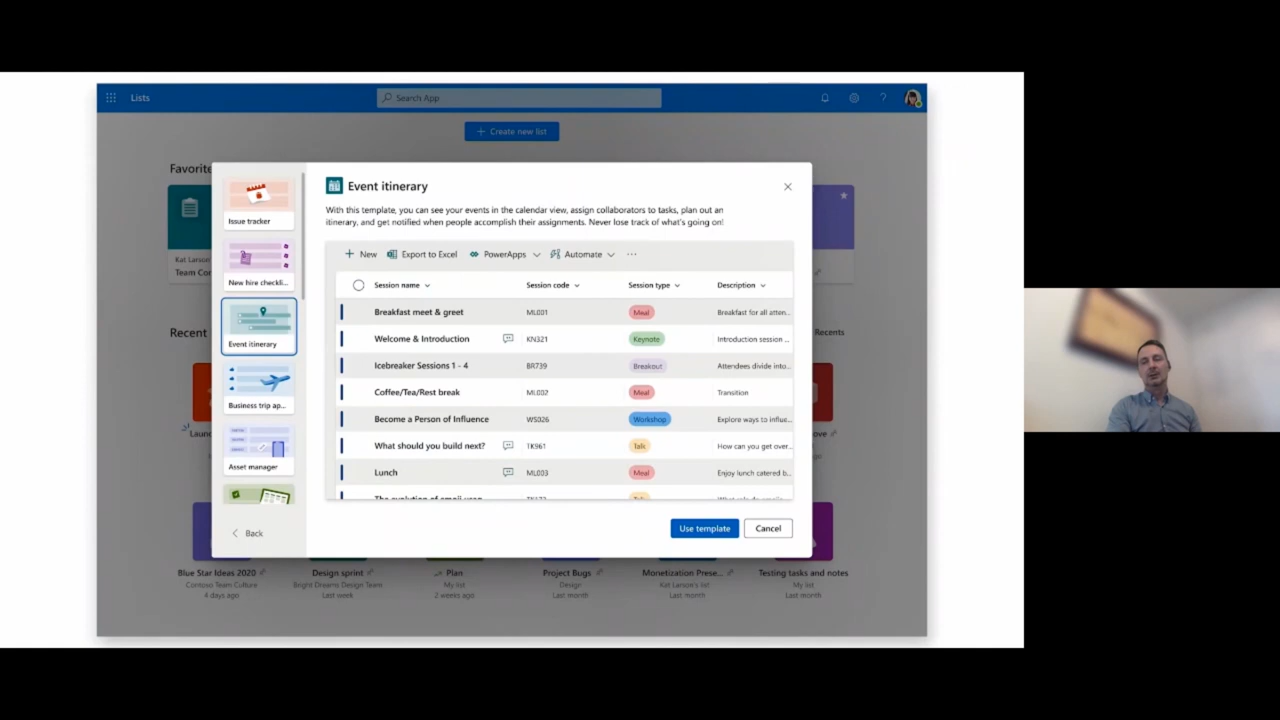 Lists
Search App
+ Create new list
Favorite
Kat Larson
Team Cor
Recent
Recents
Issue tracker
New hire checkli...
Event itinerary
Business trip ap...
Asset manager
Back
Event itinerary
With this template, you can see your events in the calendar view, assign collaborators to tasks, plan out an
itinerary, and get notified when people accomplish their assignments. Never lose track of what's going on!
+ New Export to Excel PowerApps Automate ...
Session name Session code Session type Description
Breakfast meet & greet ML001 Meal Breakfast for all atten...
Welcome & Introduction KN321 Keynote Introduction session ...
Icebreaker Sessions 1 - 4 BR739 Breakout Attendees divide into...
Coffee/Tea/Rest break ML002 Meal Transition
Become a Person of Influence WS026 Workshop Explore ways to influe...
What should you build next? TK961 Talk How can you get over...
Lunch ML003 Meal Enjoy lunch catered b...
Use template Cancel
Blue Star Ideas 2020 Design sprint Plan Project Bugs Monetization Prese... Testing tasks and notes
Contoso Team Culture Bright Dreams Design Team My list Design Kat Larson's list My list
4 days ago Last week 2 weeks ago Last month Last month Last month